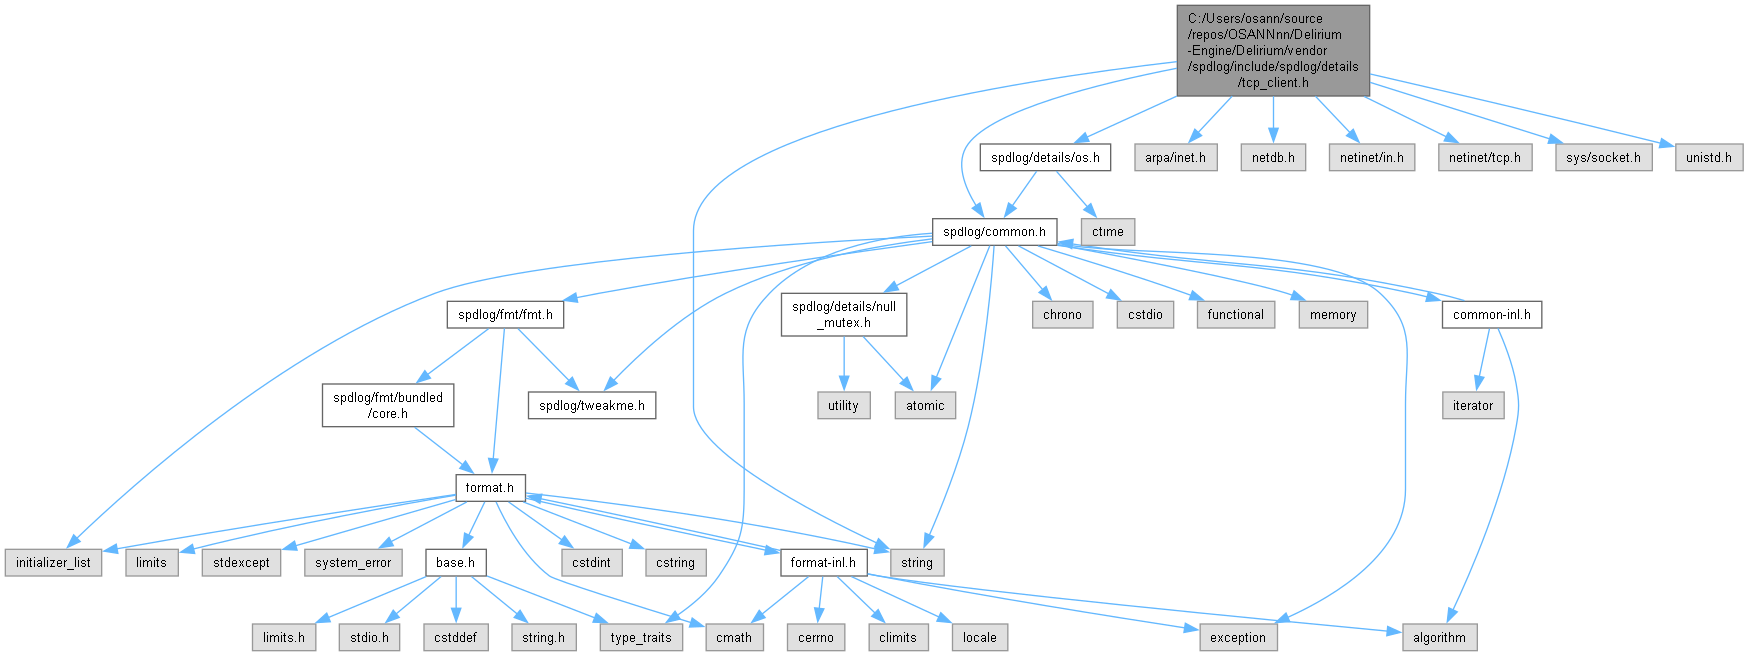 C:/Users/osann/source
/repos/OSANNnn/Delirium
-Engine/Delirium/vendor
/spdlog/include/spdlog/details
/tcp_client.h
spdlog/details/os.h
arpa/inet.h
netdb.h
netinet/in.h
netinet/tcp.h
sys/socket.h
unistd.h
spdlog/common.h
ctime
spdlog/fmt/fmt.h
spdlog/details/null
_mutex.h
chrono
cstdio
functional
memory
common-inl.h
spdlog/fmt/bundled
/core.h
spdlog/tweakme.h
utility
atomic
iterator
format.h
initializer_list
limits
stdexcept
system_error
base.h
cstdint
cstring
format-inl.h
string
limits.h
stdio.h
cstddef
string.h
type_traits
cmath
cerrno
climits
locale
exception
algorithm